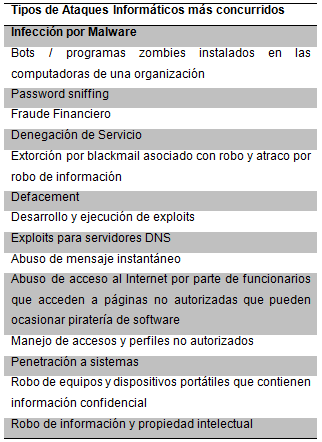 Tipos de Ataques Informáticos más concurridos
Infección por Malware
Bots / programas zombies instalados en las
computadoras de una organización
Password sniffing
Fraude Financiero
Denegación de Servicio
Extorción por blackmail asociado con robo y atraco por
robo de información
Defacement
Desarrollo y ejecución de exploits
Exploits para servidores DNS
Abuso de mensaje instantáneo
Abuso de acceso al Internet por parte de funcionarios
que acceden a páginas no autorizadas que pueden
ocasionar piratería de software
Manejo de accesos y perfiles no autorizados
Penetración a sistemas
Robo de equipos y dispositivos portátiles que contienen
información confidencial
Robo de información y propiedad intelectual